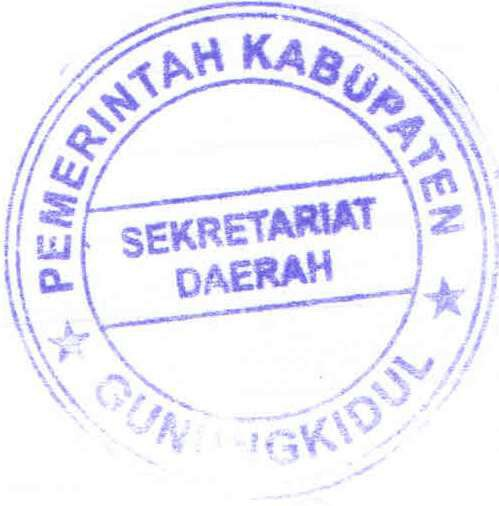 PEMERINTAH KABUPATEN
SEKRETARIAT
DAERAH
GUNUNGKIDUL